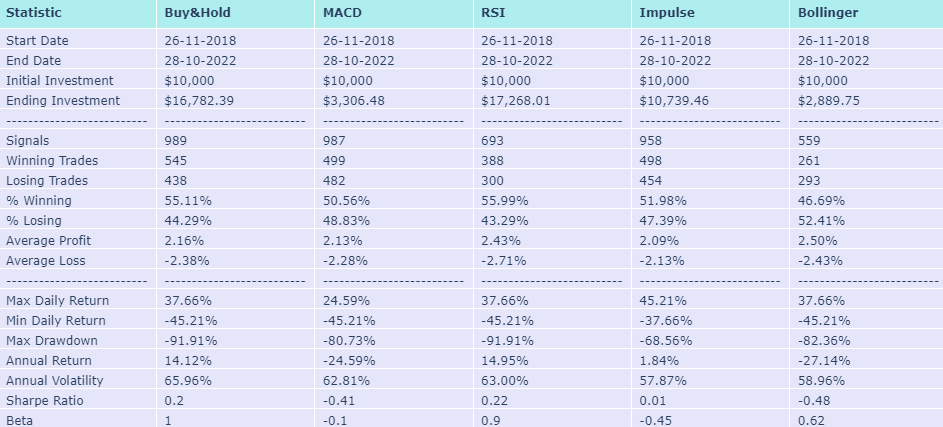 Statistic Buy&Hold MACD RSI Impulse Bollinger
Start Date 26-11-2018 26-11-2018 26-11-2018 26-11-2018 26-11-2018
End Date 28-10-2022 28-10-2022 28-10-2022 28-10-2022 28-10-2022
Initial Investment $10,000 $10,000 $10,000 $10,000 $10,000
Ending Investment $16,782.39 $3,306.48 $17,268.01 $10,739.46 $2,889.75
------------------------ ------------------------ ------------------------ ------------------------ ------------------------ ------------------------
Signals 989 987 693 958 559
Winning Trades 545 499 388 498 261
Losing Trades 438 482 300 454 293
% Winning 55.11% 50.56% 55.99% 51.98% 46.69%
% Losing 44.29% 48.83% 43.29% 47.39% 52.41%
Average Profit 2.16% 2.13% 2.43% 2.09% 2.50%
Average Loss -2.38% -2.28% -2.71% -2.13% -2.43%
------------------------ ------------------------ ------------------------ ------------------------ ------------------------ ------------------------
Max Daily Return 37.66% 24.59% 37.66% 45.21% 37.66%
Min Daily Return -45.21% -45.21% -45.21% -37.66% -45.21%
Max Drawdown -91.91% -80.73% -91.91% -68.56% -82.36%
Annual Return 14.12% -24.59% 14.95% 1.84% -27.14%
Annual Volatility 65.96% 62.81% 63.00% 57.87% 58.96%
Sharpe Ratio 0.2 -0.41 0.22 0.01 -0.48
Beta 1 -0.1 0.9 -0.45 0.62